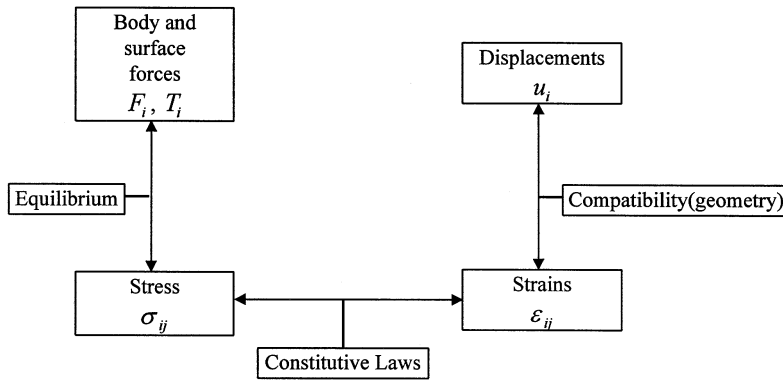 Body and
surface
forces
F_i, T_i
Displacements
u_i
Equilibrium
Compatibility(geometry)
Stress
σ_ij
Strains
ε_ij
Constitutive Laws